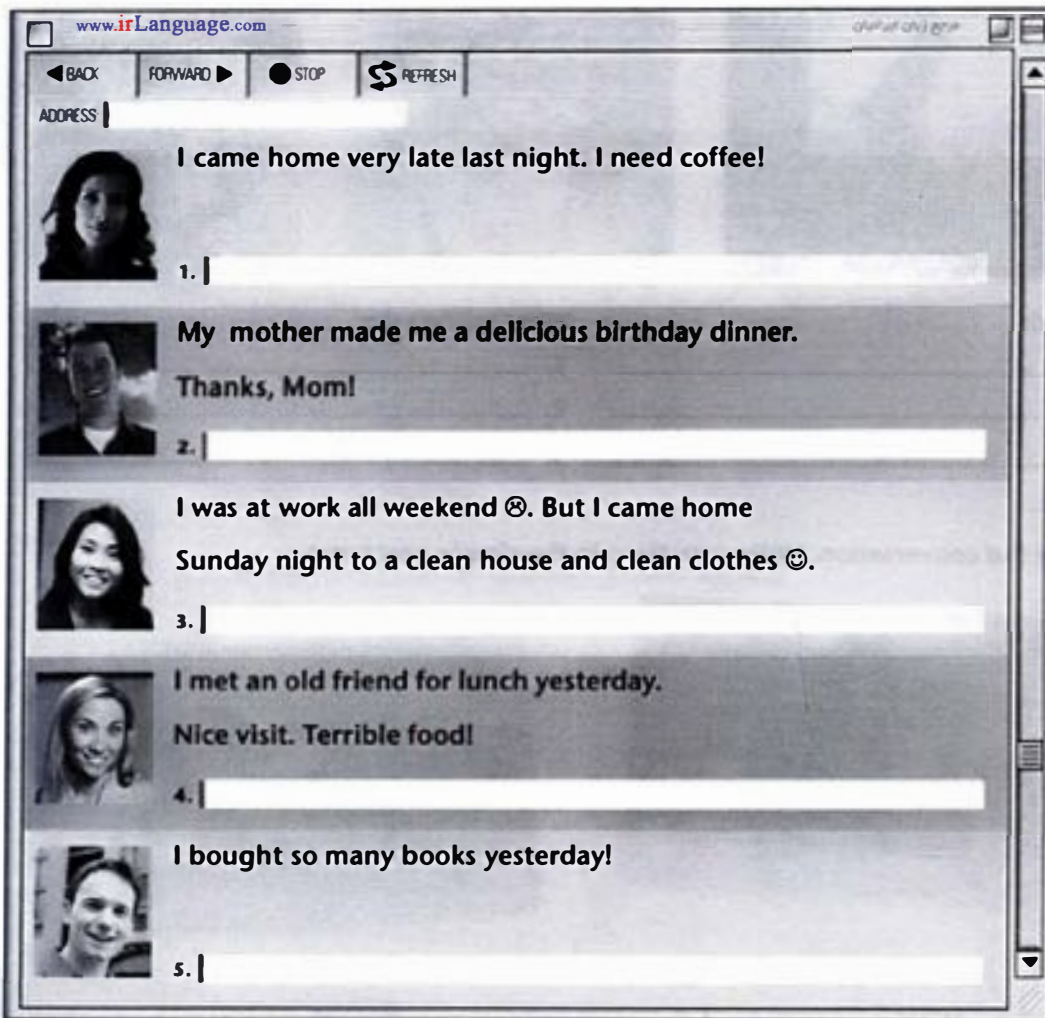 www.irLanguage.com
BACK FORWARD STOP REFRESH
ADDRESS
I came home very late last night. I need coffee!
1.
My mother made me a delicious birthday dinner.
Thanks, Mom!
2.
I was at work all weekend ☹. But I came home
Sunday night to a clean house and clean clothes ☺.
3.
I met an old friend for lunch yesterday.
Nice visit. Terrible food!
4.
I bought so many books yesterday!
5.